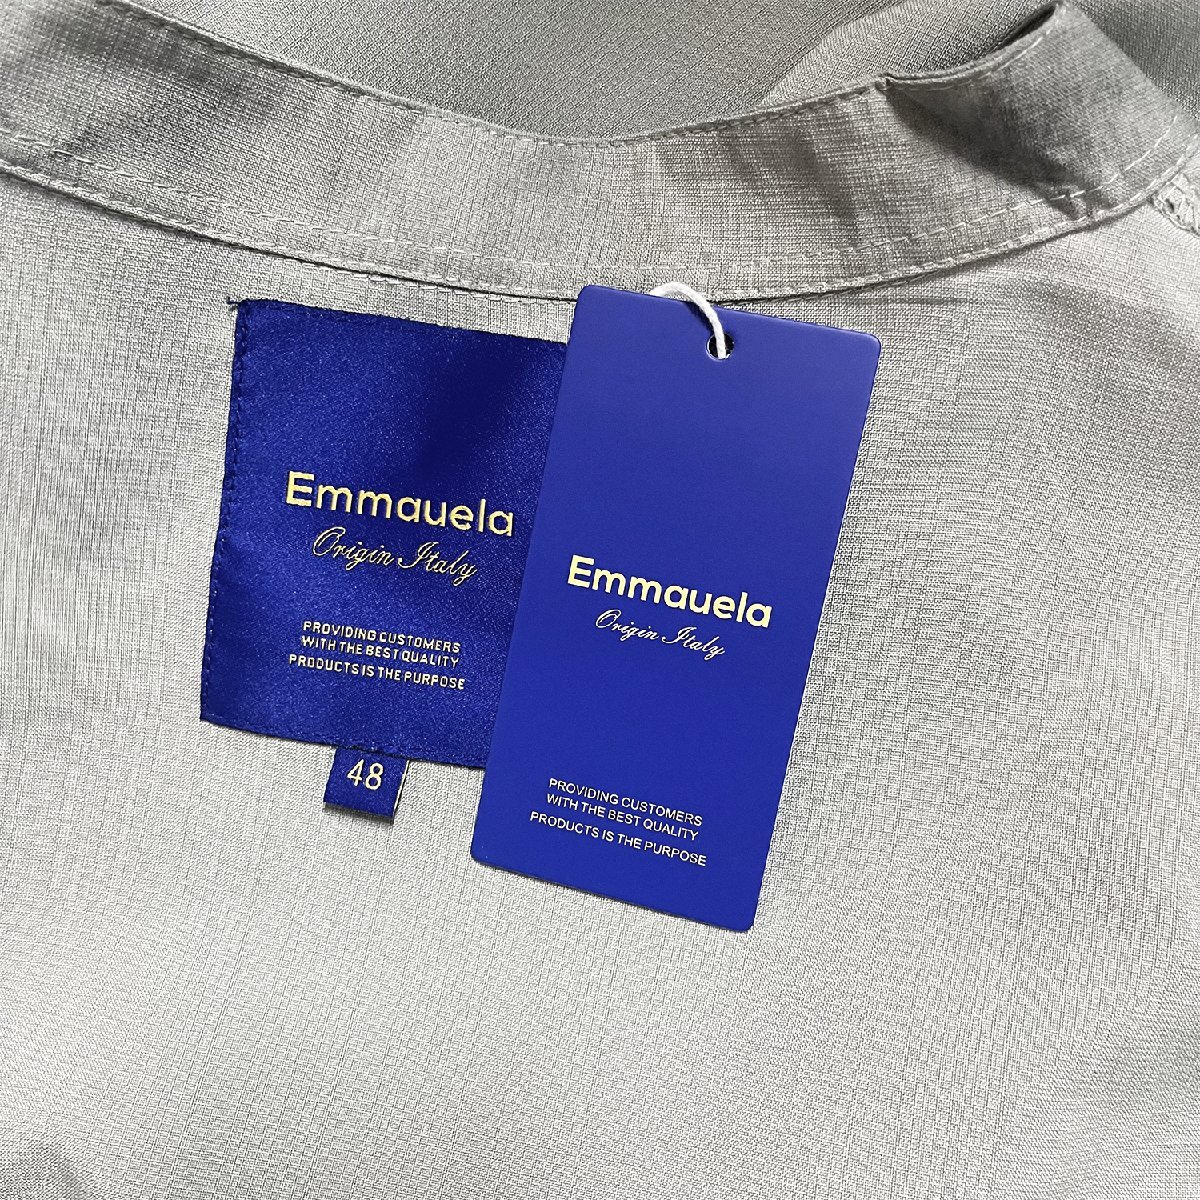 Emmauela
Origin Italy
PROVIDING CUSTOMERS
WITH THE BEST QUALITY
PRODUCTS IS THE PURPOSE
48
Emmauela
Origin Italy
PROVIDING CUSTOMERS
WITH THE BEST QUALITY
PRODUCTS IS THE PURPOSE